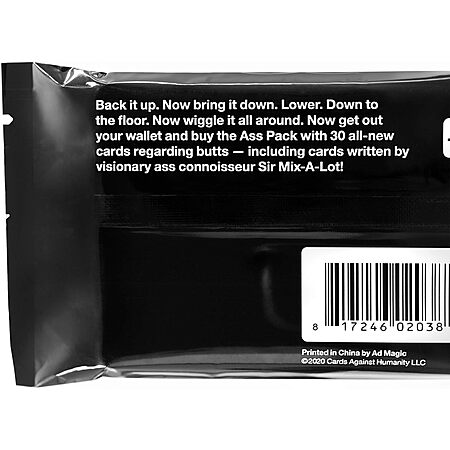 Back it up. Now bring it down. Lower. Down to
the floor. Now wiggle it all around. Now get out
your wallet and buy the Ass Pack with 30 all-new
cards regarding butts — including cards written by
visionary ass connoisseur Sir Mix-A-Lot!
8 17246 02038
Printed in China by Ad Magic
©2020 Cards Against Humanity LLC